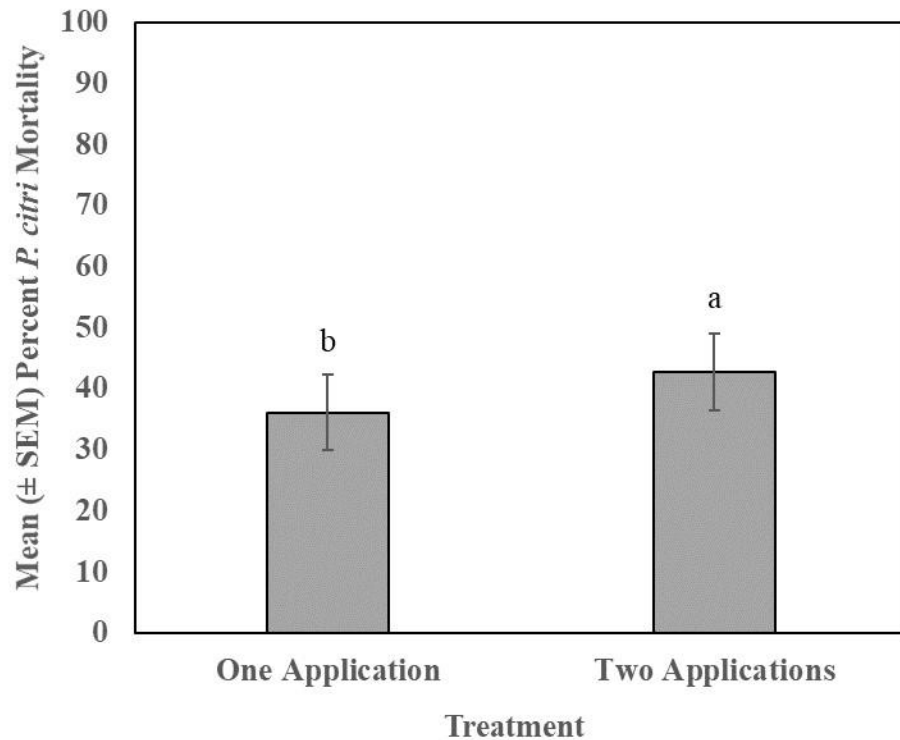 Mean (± SEM) Percent P. citri Mortality
100
90
80
70
60
50
40
30
20
10
0
b
a
One Application
Two Applications
Treatment